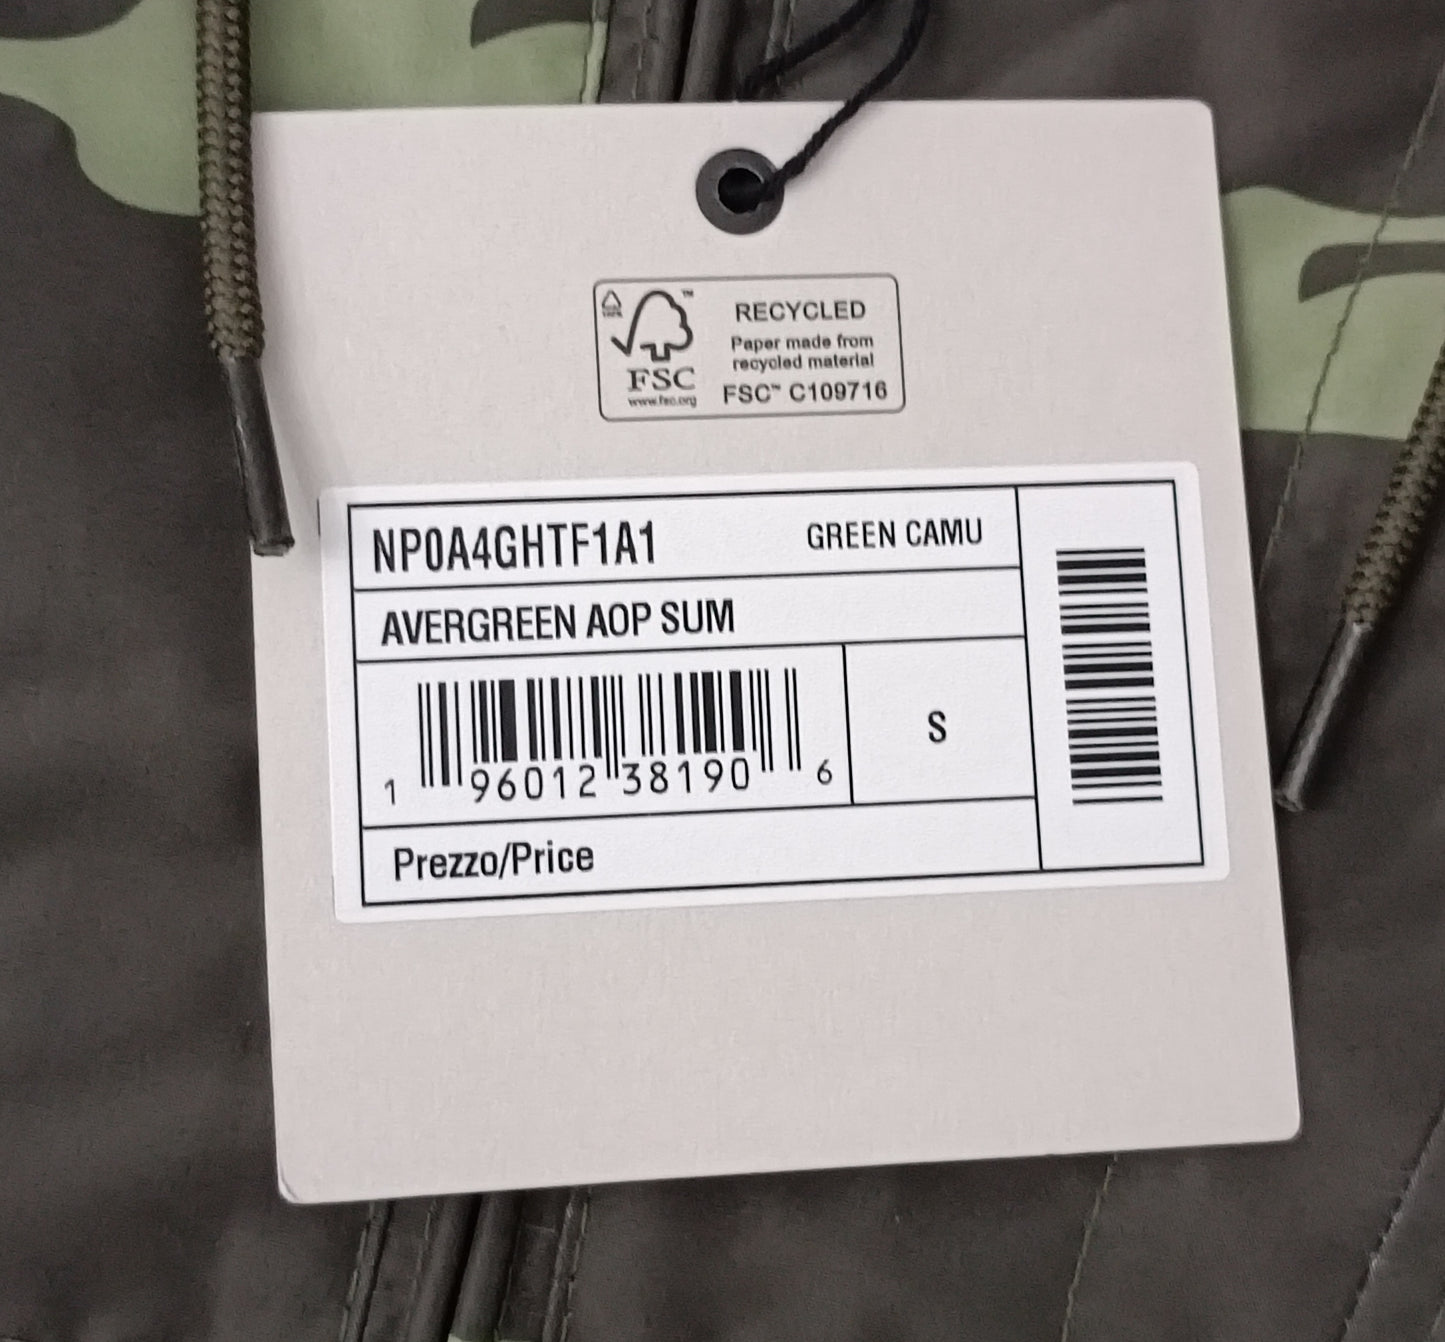 RECYCLED
Paper made from
recycled material
FSC™ C109716
™
FSC
www.fsc.org
NP0A4GHTF1A1 GREEN CAMU
AVERGREEN AOP SUM
1 96012 38190 6
S
Prezzo/Price